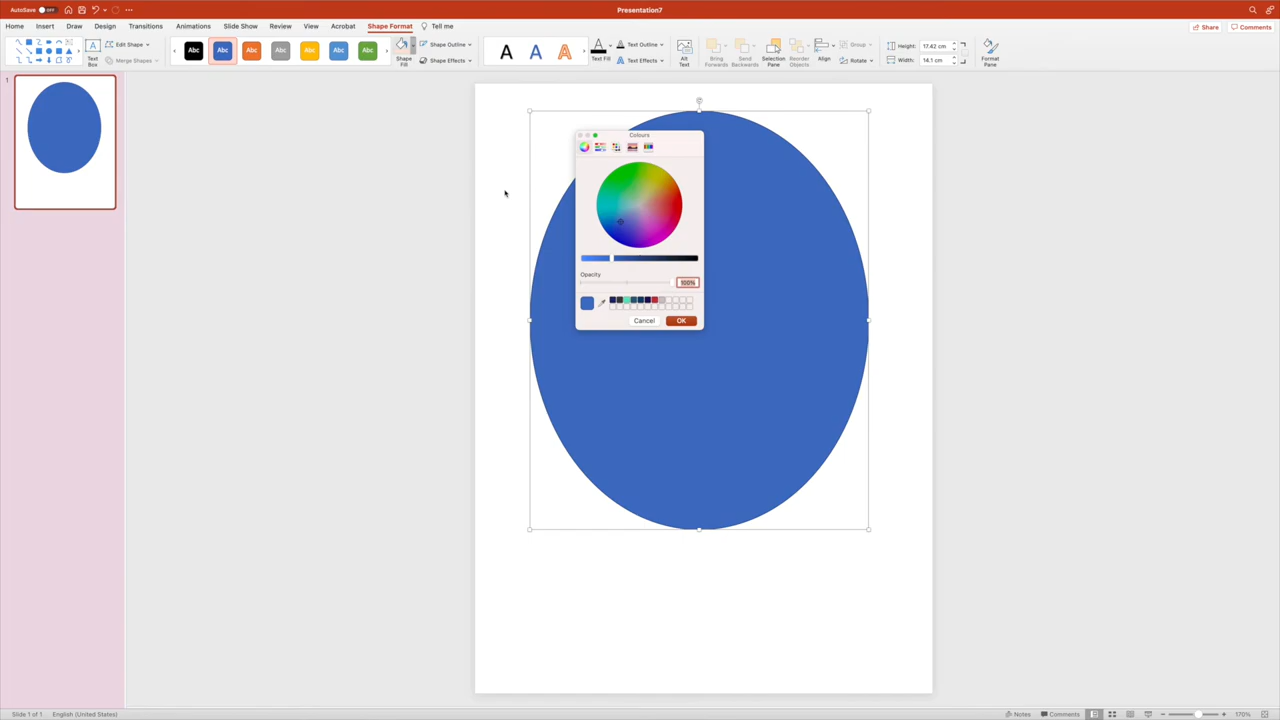 AutoSave OFF
Presentation7
Home Insert Draw Design Transitions Animations Slide Show Review View Acrobat Shape Format Tell me
Share Comments
Text Box
Edit Shape
Merge Shapes
Abc Abc Abc Abc Abc Abc Abc
Shape Fill
Shape Outline
Shape Effects
A A A
Text Fill
Text Outline
Text Effects
Alt Text
Bring Forwards
Send Backwards
Selection Pane
Reorder Objects
Align
Group
Rotate
Height: 17.42 cm
Width: 14.1 cm
Format Pane
1
Colours
Opacity
100%
Cancel OK
Slide 1 of 1 English (United States)
Notes Comments 170%